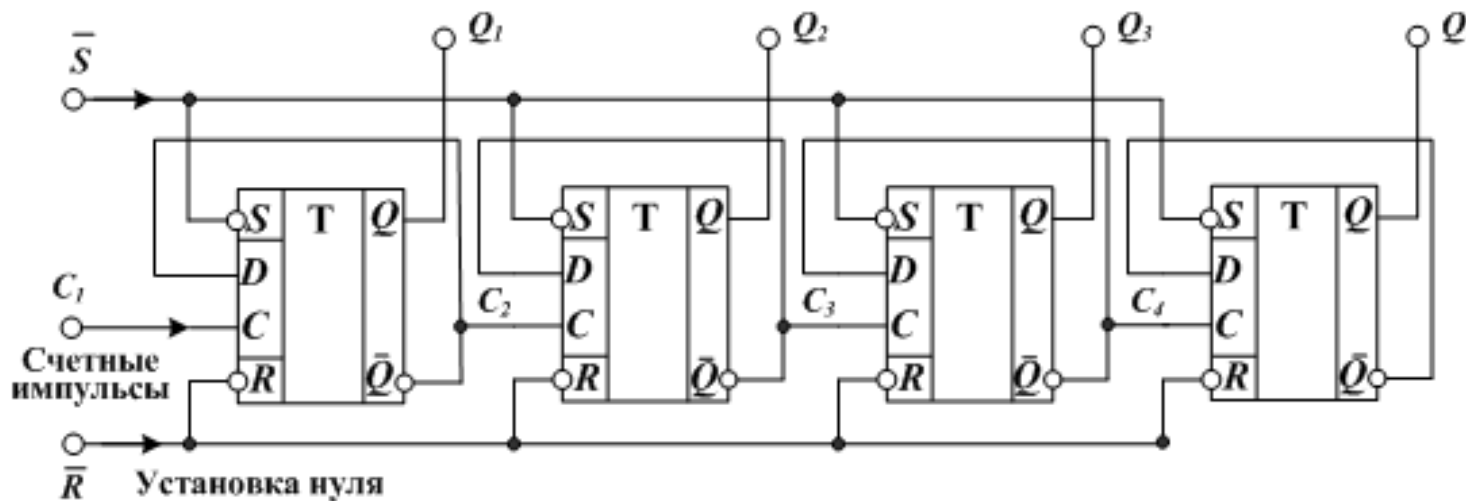 S̄
Q₁
Q₂
Q₃
Q
S T Q
D
C
R Q̄
S T Q
D
C
R Q̄
S T Q
D
C
R Q̄
S T Q
D
C
R Q̄
C₁
C₂
C₃
C₄
Счетные
импульсы
R̄
Установка нуля